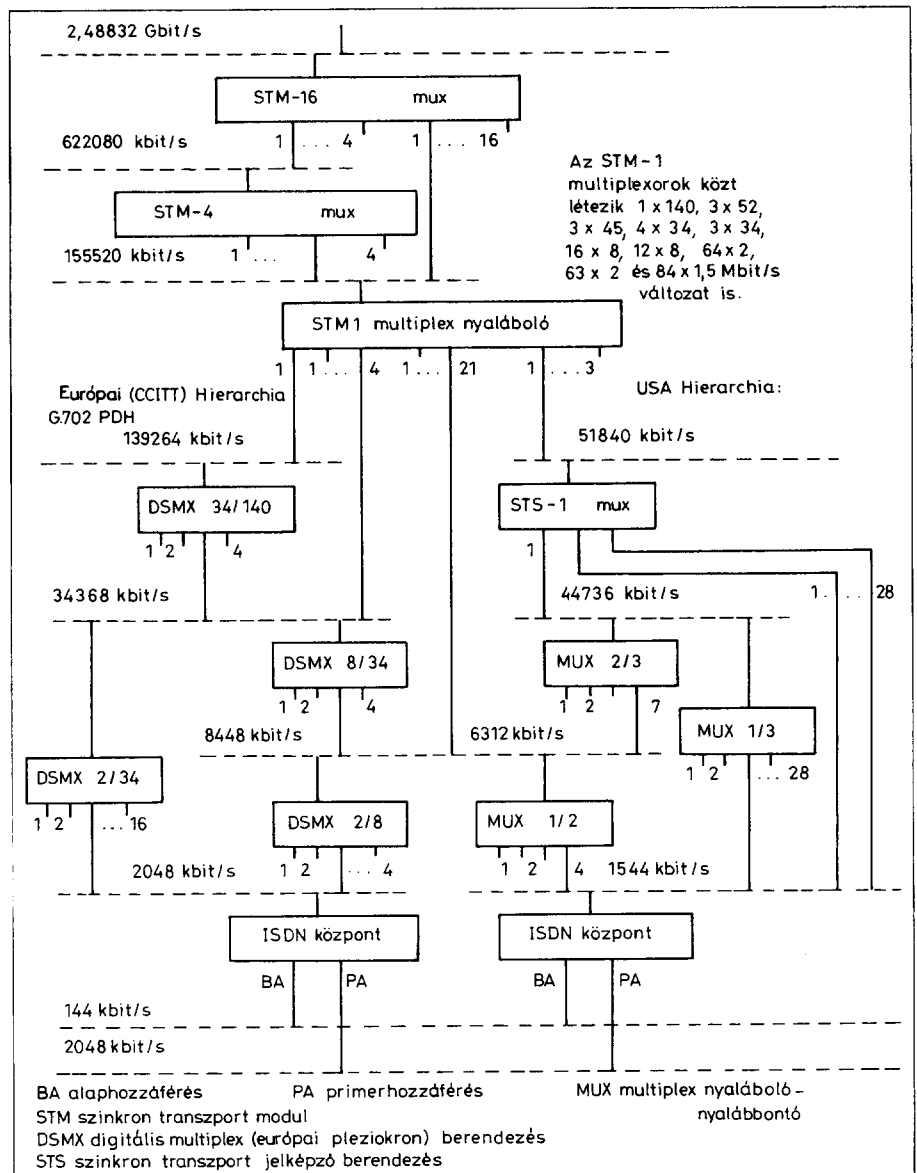 2,48832 Gbit/s
STM-16 mux
622080 kbit/s
1 ... 4 1 ... 16
Az STM-1
multiplexorok közt
létezik 1 x 140, 3 x 52,
3 x 45, 4 x 34, 3 x 34,
16 x 8, 12 x 8, 64 x 2,
63 x 2 és 84 x 1,5 Mbit/s
változat is.
STM-4 mux
155520 kbit/s
1 ... 4
STM1 multiplex nyaláboló
1 1 ... 4 1 ... 21 1 ... 3
Európai (CCITT) Hierarchia
G.702 PDH
USA Hierarchia:
139264 kbit/s
51840 kbit/s
DSMX 34/140
STS-1 mux
1 2 4
1
34368 kbit/s
44736 kbit/s
1. . ... 28
DSMX 8/34
MUX 2/3
1 2 4
1 2 7
8448 kbit/s
6312 kbit/s
MUX 1/3
1 2 ... 28
DSMX 2/34
1 2 ... 16
DSMX 2/8
MUX 1/2
1 2 ... 4
1 2 4
2048 kbit/s
1544 kbit/s
ISDN központ
ISDN központ
BA PA
BA PA
144 kbit/s
2048 kbit/s
BA alaphozzáférés
PA primerhozzáférés
MUX multiplex nyaláboló –
nyalábbontó
STM szinkron transzport modul
DSMX digitális multiplex (európai pleziokron) berendezés
STS szinkron transzport jelképző berendezés